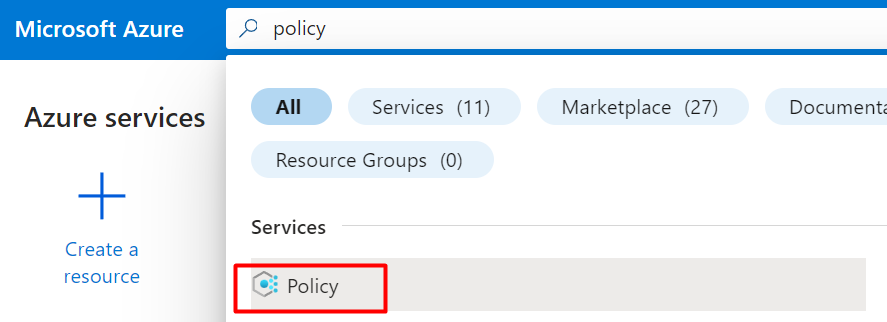 Microsoft Azure
policy
All
Services (11)
Marketplace (27)
Documenta
Resource Groups (0)
Azure services
Create a
resource
Services
Policy